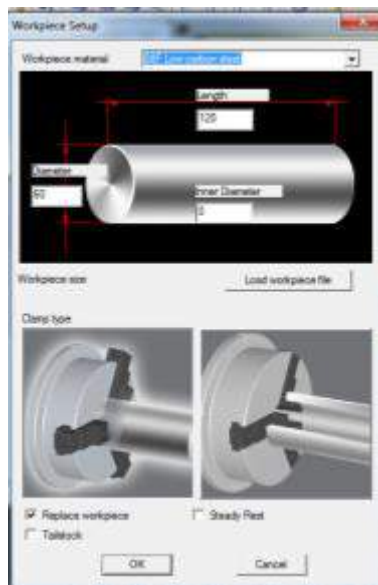 Workpiece Setup
Workpiece material
Low carbon steel
Length
120
Diameter
Inner Diameter
0
Workpiece size
Load workpiece file
Clamp type
Replace workpiece
Steady Rest
Tailstock
OK
Cancel